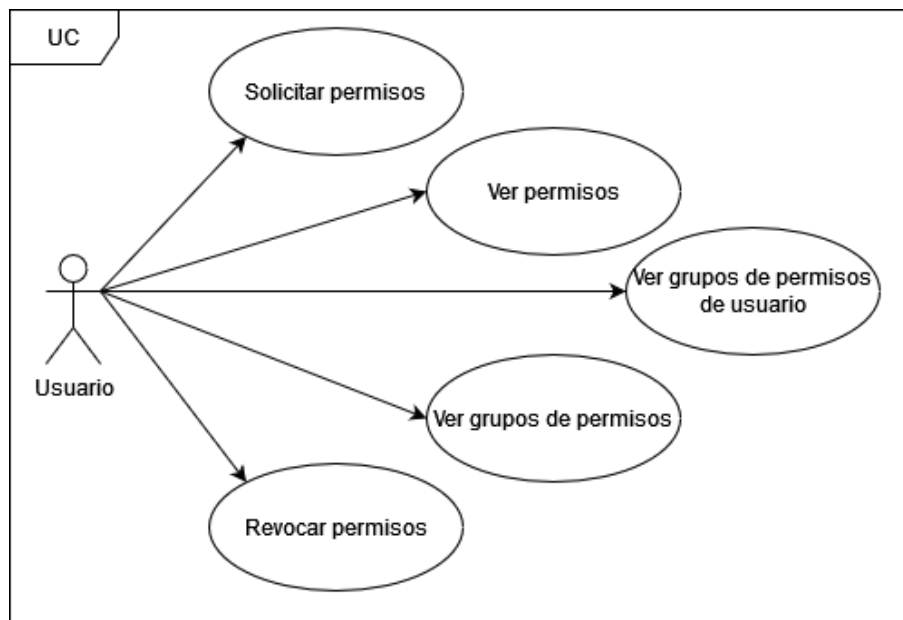 UC
Solicitar permisos
Ver permisos
Ver grupos de permisos
de usuario
Usuario
Ver grupos de permisos
Revocar permisos